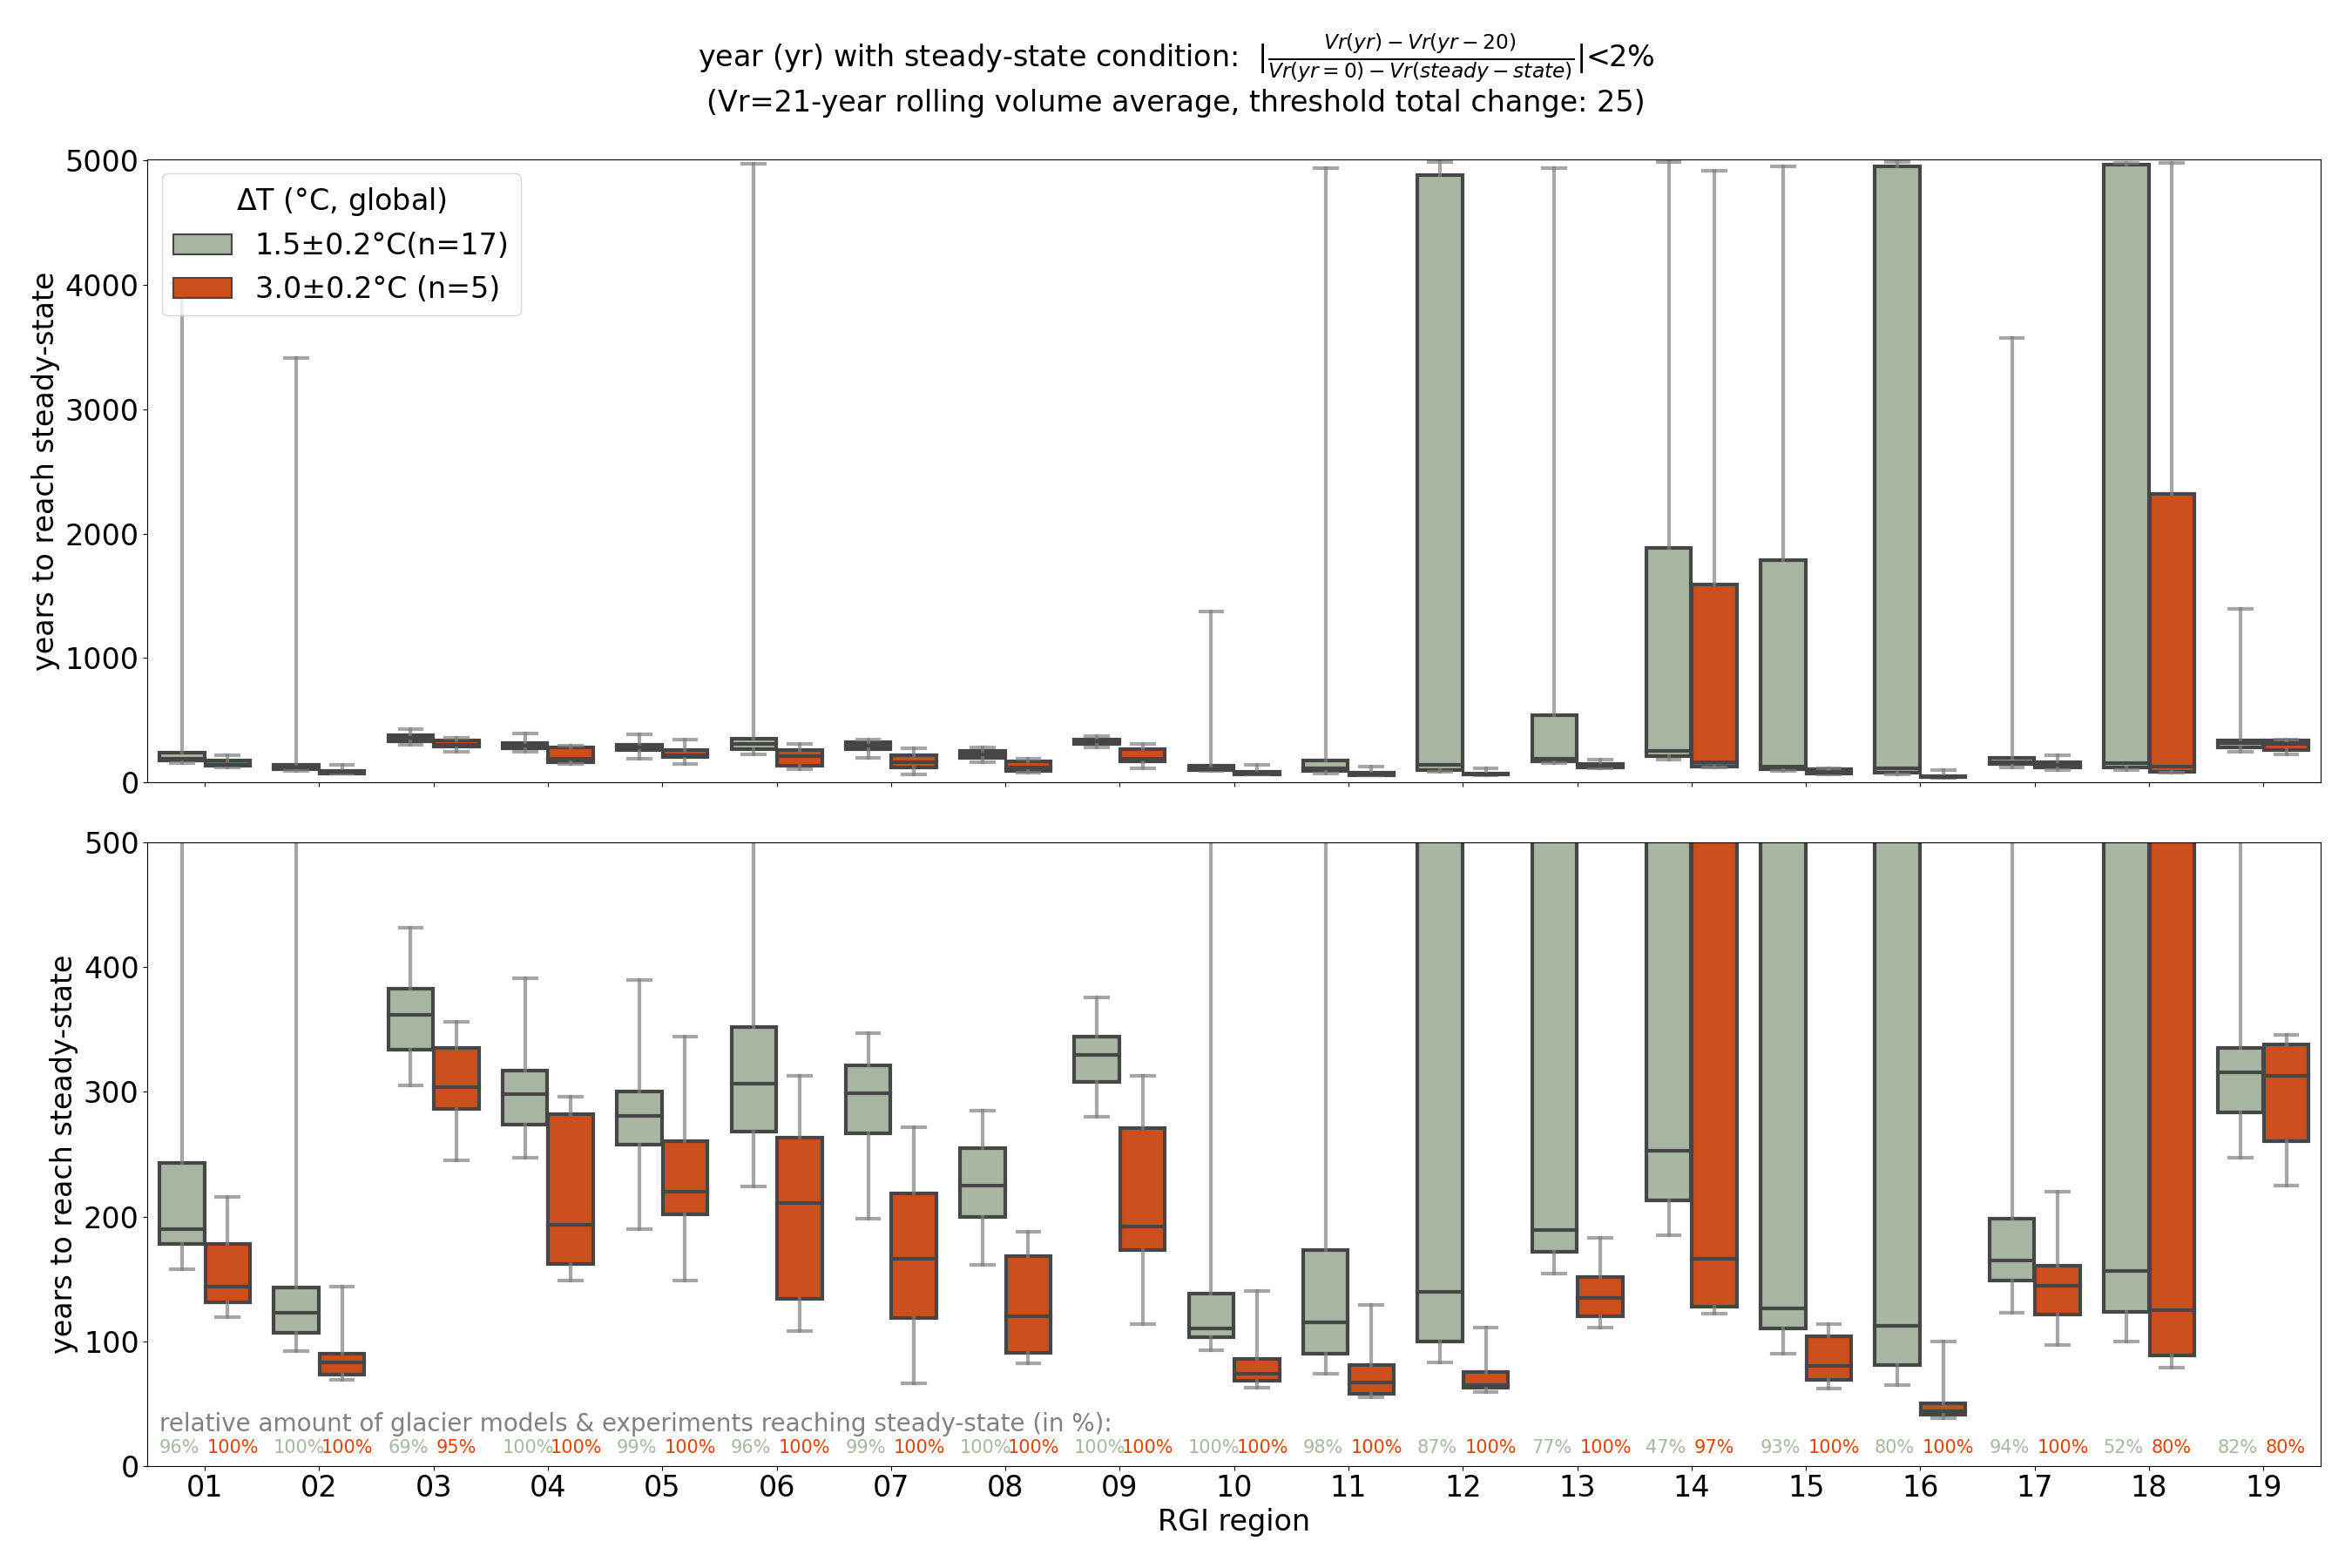 year (yr) with steady-state condition: |Vr(yr) − Vr(yr − 20) / Vr(yr = 0) − Vr(steady − state)|<2%
(Vr=21-year rolling volume average, threshold total change: 25)
years to reach steady-state
5000
4000
3000
2000
1000
0
ΔT (°C, global)
1.5±0.2°C(n=17)
3.0±0.2°C (n=5)
years to reach steady-state
500
400
300
200
100
0
relative amount of glacier models & experiments reaching steady-state (in %):
96% 100% 100% 100% 69% 95% 100% 100% 99% 100% 96% 100% 99% 100% 100% 100% 100% 100% 100% 100% 98% 100% 87% 100% 77% 100% 47% 97% 93% 100% 80% 100% 94% 100% 52% 80% 82% 80%
01 02 03 04 05 06 07 08 09 10 11 12 13 14 15 16 17 18 19
RGI region